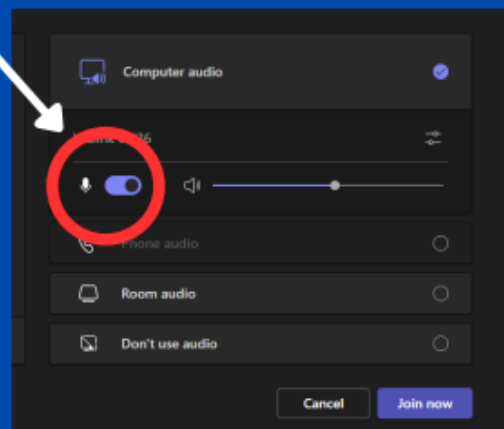 Computer audio
Phone audio
Room audio
Don't use audio
Cancel
Join now